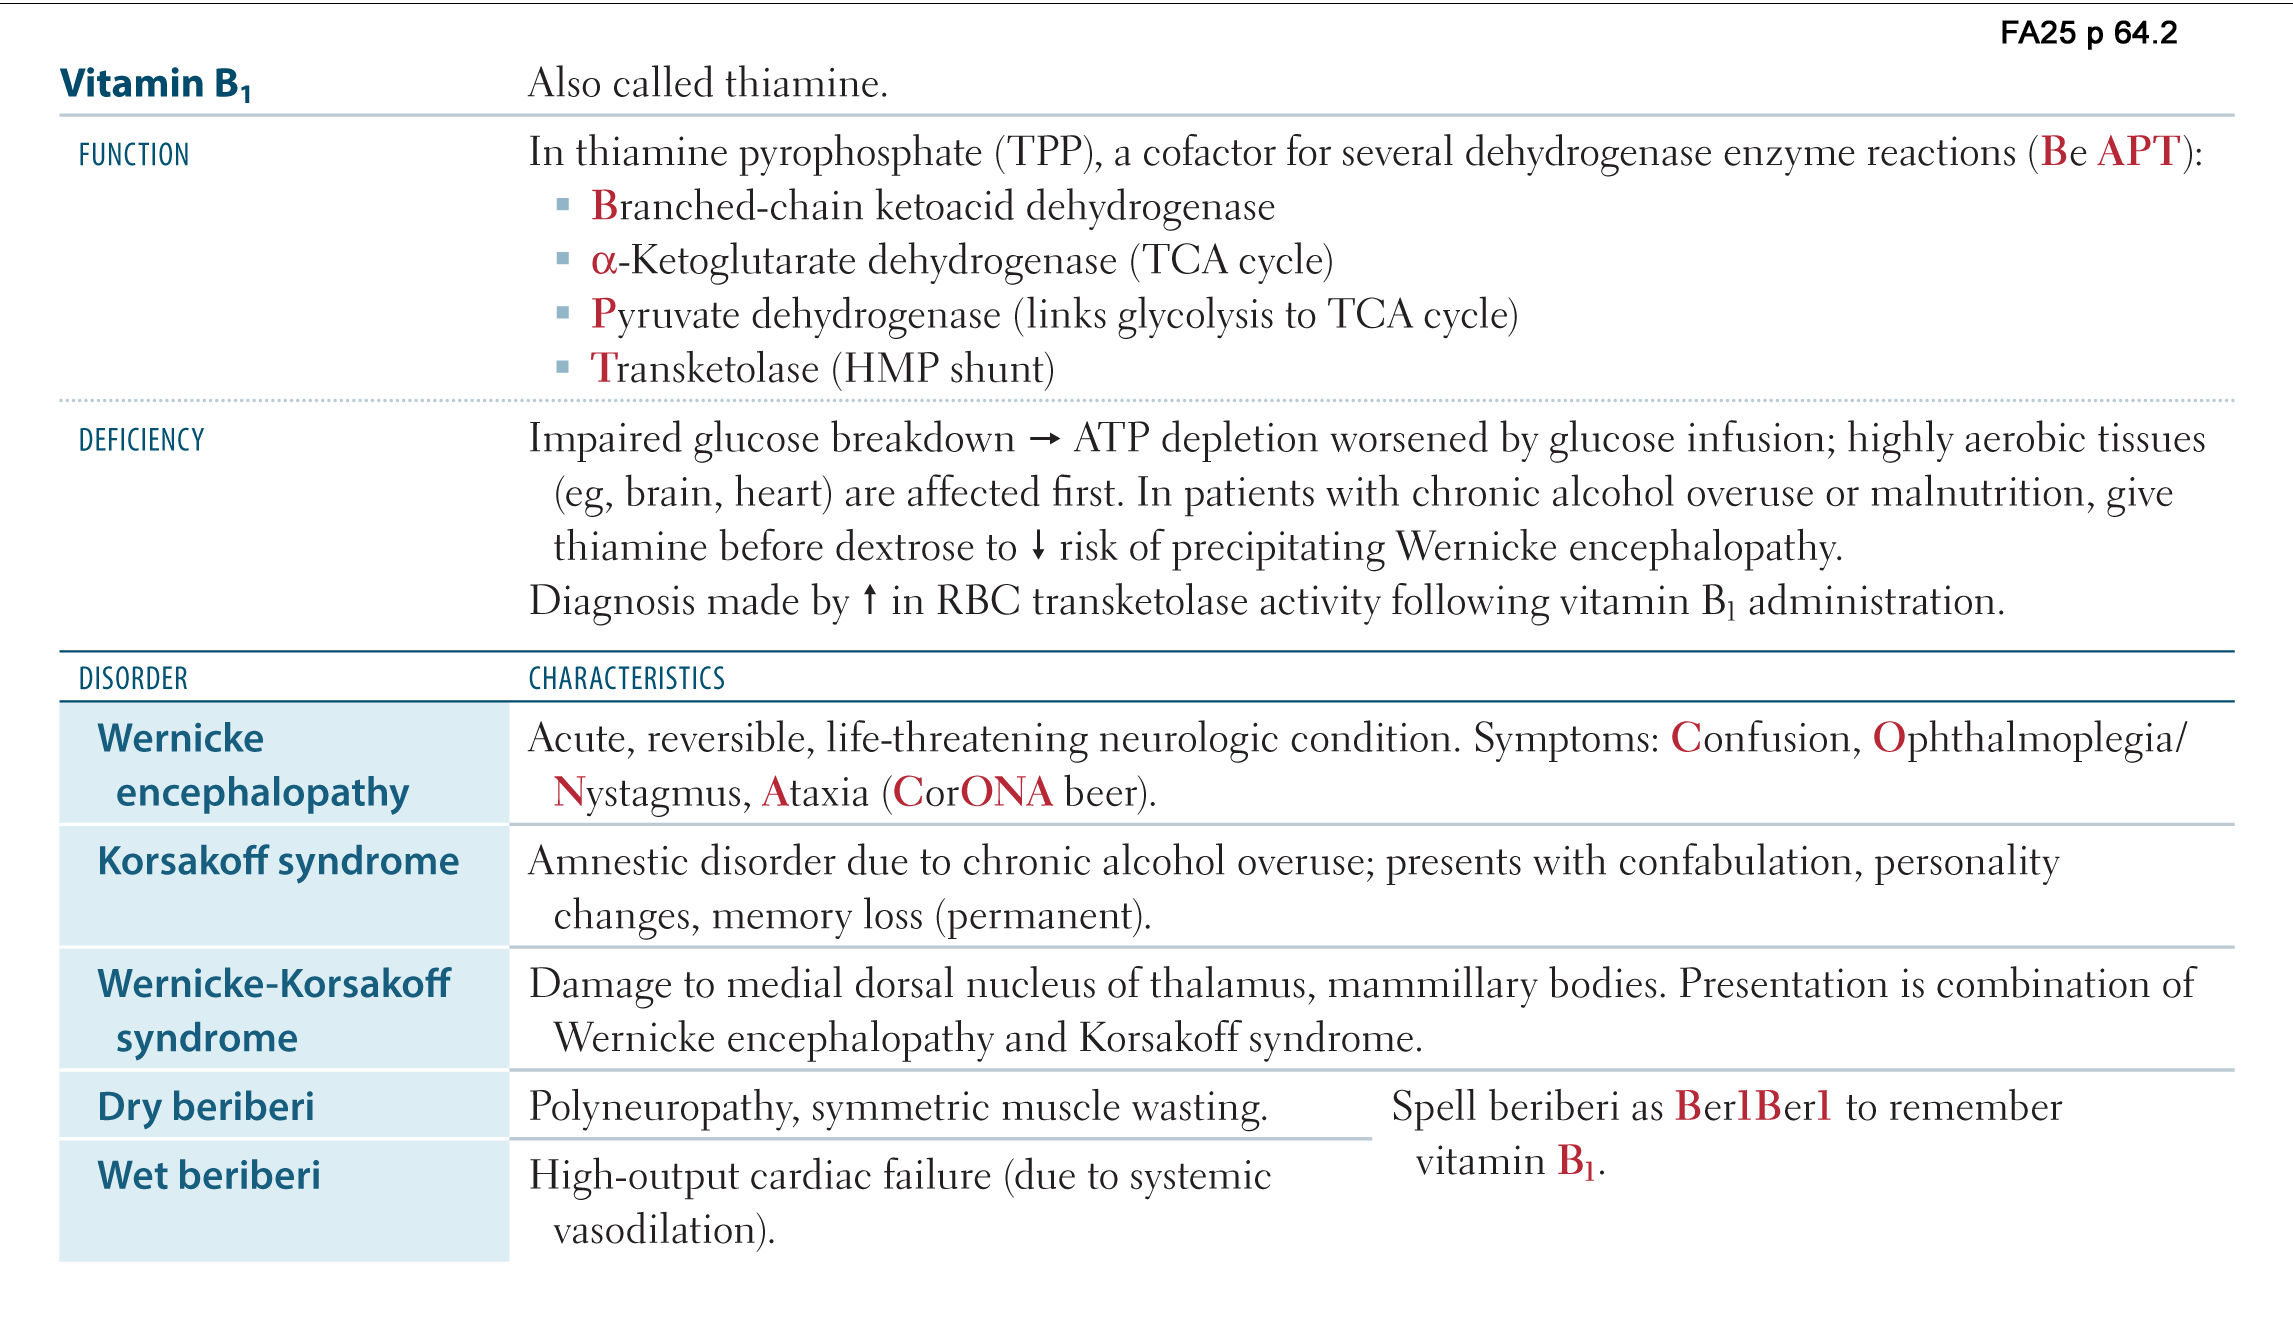 FA25 p 64.2
Vitamin B₁ Also called thiamine.
FUNCTION In thiamine pyrophosphate (TPP), a cofactor for several dehydrogenase enzyme reactions (Be APT):
▪ Branched-chain ketoacid dehydrogenase
▪ α-Ketoglutarate dehydrogenase (TCA cycle)
▪ Pyruvate dehydrogenase (links glycolysis to TCA cycle)
▪ Transketolase (HMP shunt)
DEFICIENCY Impaired glucose breakdown → ATP depletion worsened by glucose infusion; highly aerobic tissues
(eg, brain, heart) are affected first. In patients with chronic alcohol overuse or malnutrition, give
thiamine before dextrose to ↓ risk of precipitating Wernicke encephalopathy.
Diagnosis made by ↑ in RBC transketolase activity following vitamin B₁ administration.
DISORDER CHARACTERISTICS
Wernicke
encephalopathy
Acute, reversible, life-threatening neurologic condition. Symptoms: Confusion, Ophthalmoplegia/
Nystagmus, Ataxia (CorONA beer).
Korsakoff syndrome
Amnestic disorder due to chronic alcohol overuse; presents with confabulation, personality
changes, memory loss (permanent).
Wernicke-Korsakoff
syndrome
Damage to medial dorsal nucleus of thalamus, mammillary bodies. Presentation is combination of
Wernicke encephalopathy and Korsakoff syndrome.
Dry beriberi
Polyneuropathy, symmetric muscle wasting.
Wet beriberi
High-output cardiac failure (due to systemic
vasodilation).
Spell beriberi as Ber1Ber1 to remember
vitamin B₁.